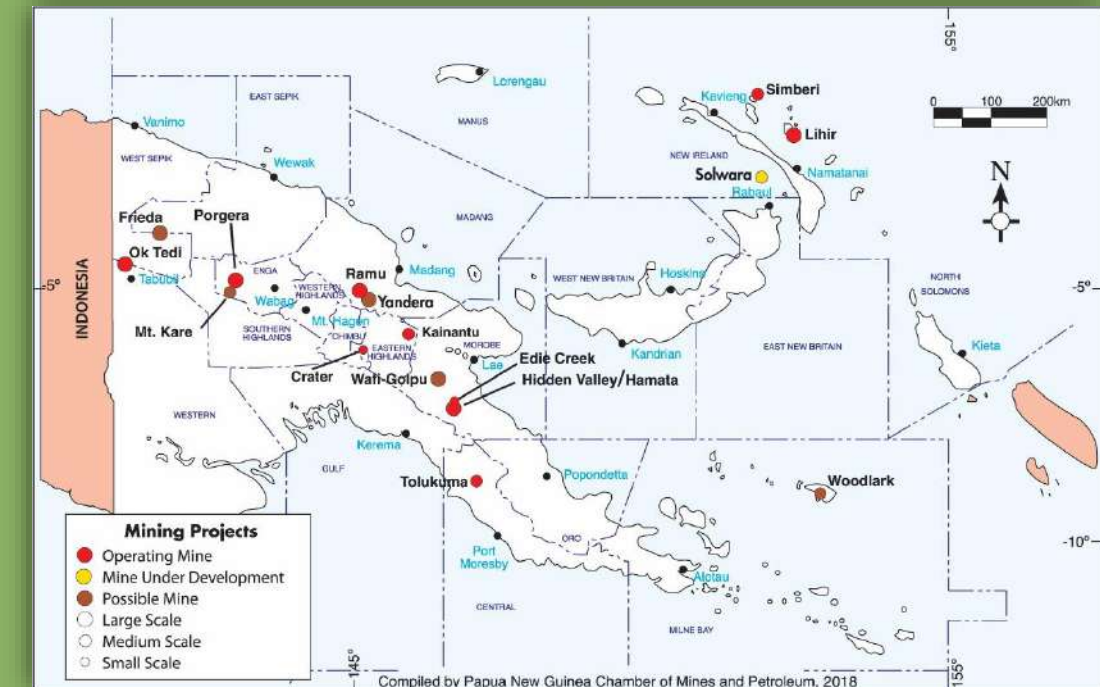 155°
Lorengau
Simberi
Kavieng
EAST SEPIK
0 100 200km
MANUS
Vanimo
Lihir
WEST SEPIK
NEW IRELAND
Wewak
Solwara
Namatanai
N
Rabaul
Frieda
Porgera
MADANG
Ok Tedi
INDONESIA
Tabubil
ENGA
Ramu
Madang
WEST NEW BRITAIN
Hoskins
NORTH
SOLOMONS
-5°
-5°
Wabag
WESTERN
HIGHLANDS
Yandera
Mt. Hagen
Mt. Kare
SOUTHERN
HIGHLANDS
CHIMBU
EASTERN
HIGHLANDS
Kainantu
MOROBE
Kandrian
EAST NEW BRITAIN
Kieta
Lae
Edie Creek
Crater
Wafi-Golpu
Hidden Valley/Hamata
WESTERN
Kerema
GULF
Tolukuma
Popondetta
Woodlark
Mining Projects
Operating Mine
Mine Under Development
Possible Mine
Large Scale
Medium Scale
Small Scale
Port
Moresby
ORO
-10°
Alotau
CENTRAL
MILNE BAY
145°
155°
Compiled by Papua New Guinea Chamber of Mines and Petroleum, 2018